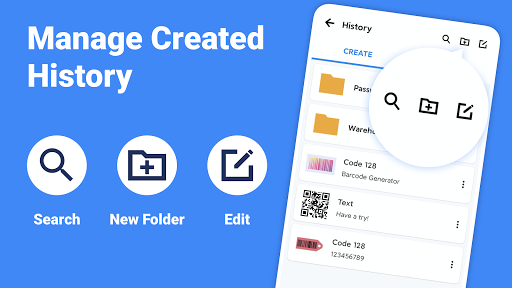 Manage Created
History
Search
New Folder
Edit
History
CREATE
Code 128
Barcode Generator
Text
Have a try!
Code 128
123456789